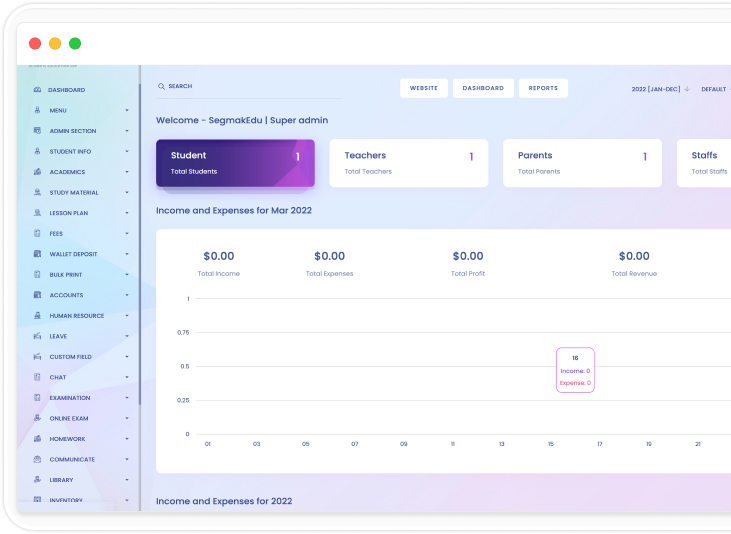 SEARCH
WEBSITE
DASHBOARD
REPORTS
2022 [JAN-DEC]
DEFAULT
DASHBOARD
MENU
ADMIN SECTION
STUDENT INFO
ACADEMICS
STUDY MATERIAL
LESSON PLAN
FEES
WALLET DEPOSIT
BULK PRINT
ACCOUNTS
HUMAN RESOURCE
LEAVE
CUSTOM FIELD
CHAT
EXAMINATION
ONLINE EXAM
HOMEWORK
COMMUNICATE
LIBRARY
INVENTORY
Welcome - SegmakEdu | Super admin
Student 1
Total Students
Teachers 1
Total Teachers
Parents 1
Total Parents
Staffs
Total Staffs
Income and Expenses for Mar 2022
$0.00
Total Income
$0.00
Total Expenses
$0.00
Total Profit
$0.00
Total Revenue
1
0.75
0.5
0.25
0
16
Income: 0
Expense: 0
01 03 05 07 09 11 13 15 17 19 21
Income and Expenses for 2022